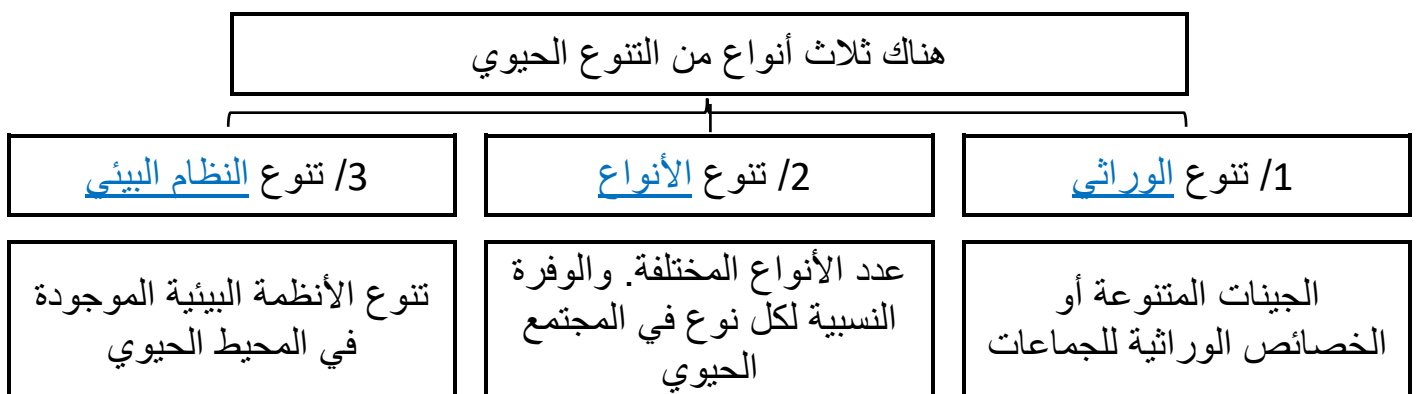 هناك ثلاث أنواع من التنوع الحيوي
1/ تنوع الوراثي
2/ تنوع الأنواع
3/ تنوع النظام البيئي
الجينات المتنوعة أو
الخصائص الوراثية للجماعات
عدد الأنواع المختلفة. والوفرة
النسبية لكل نوع في المجتمع
الحيوي
تنوع الأنظمة البيئية الموجودة
في المحيط الحيوي